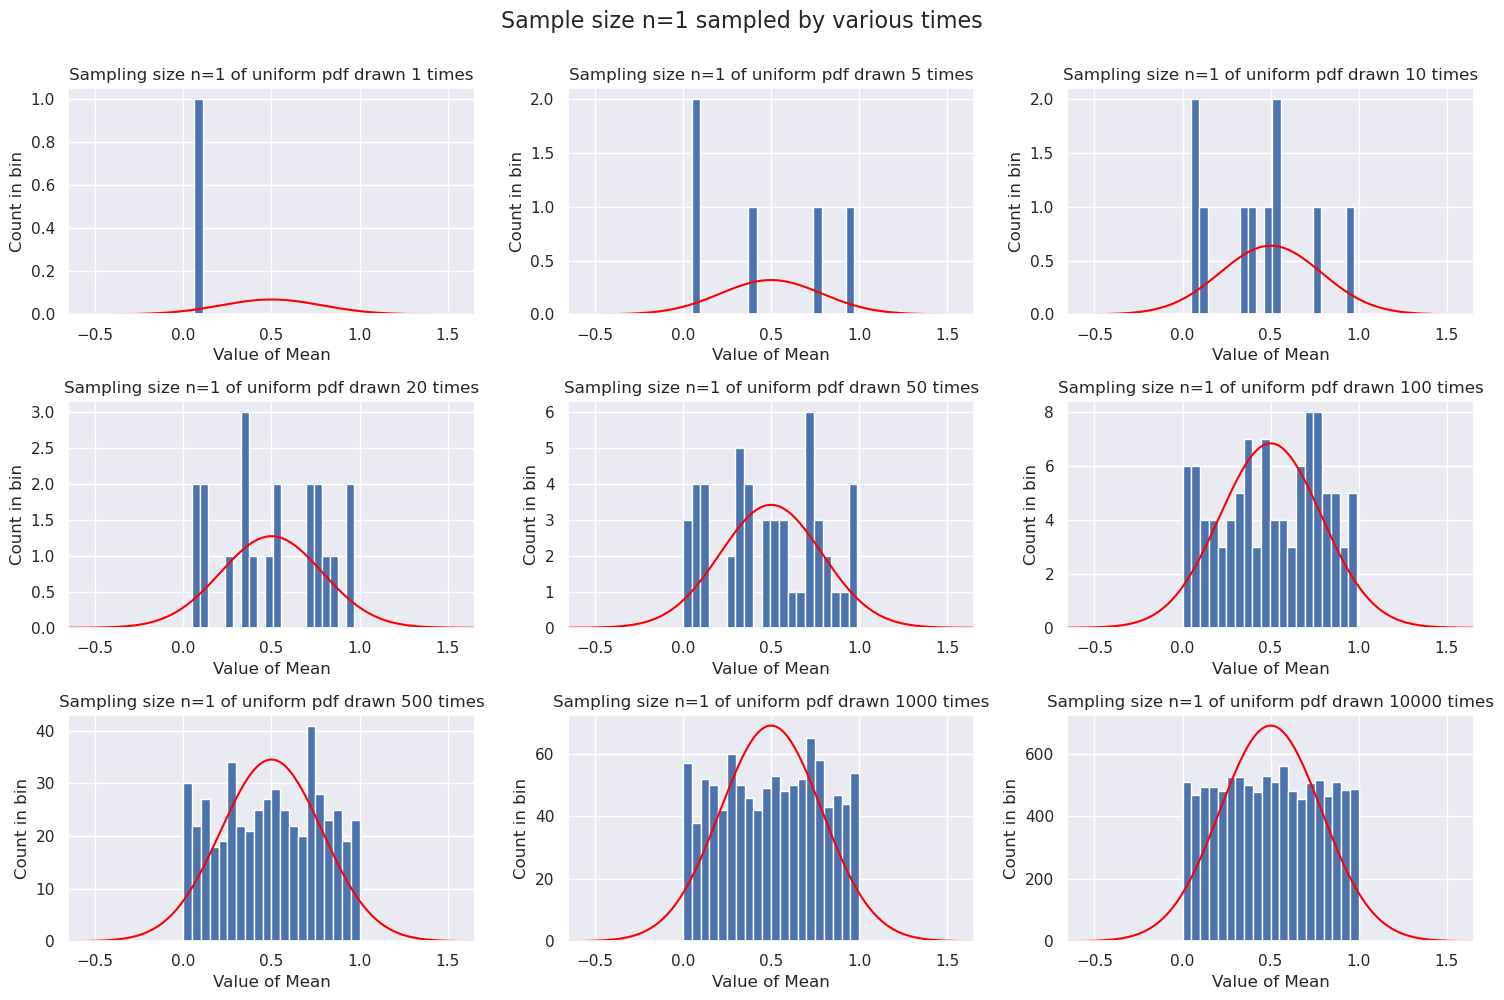 Sample size n=1 sampled by various times
Sampling size n=1 of uniform pdf drawn 1 times
Count in bin
1.0
0.8
0.6
0.4
0.2
0.0
−0.5 0.0 0.5 1.0 1.5
Value of Mean
Sampling size n=1 of uniform pdf drawn 5 times
Count in bin
2.0
1.5
1.0
0.5
0.0
−0.5 0.0 0.5 1.0 1.5
Value of Mean
Sampling size n=1 of uniform pdf drawn 10 times
Count in bin
2.0
1.5
1.0
0.5
0.0
−0.5 0.0 0.5 1.0 1.5
Value of Mean
Sampling size n=1 of uniform pdf drawn 20 times
Count in bin
3.0
2.5
2.0
1.5
1.0
0.5
0.0
−0.5 0.0 0.5 1.0 1.5
Value of Mean
Sampling size n=1 of uniform pdf drawn 50 times
Count in bin
6
5
4
3
2
1
0
−0.5 0.0 0.5 1.0 1.5
Value of Mean
Sampling size n=1 of uniform pdf drawn 100 times
Count in bin
8
6
4
2
0
−0.5 0.0 0.5 1.0 1.5
Value of Mean
Sampling size n=1 of uniform pdf drawn 500 times
Count in bin
40
30
20
10
0
−0.5 0.0 0.5 1.0 1.5
Value of Mean
Sampling size n=1 of uniform pdf drawn 1000 times
Count in bin
60
40
20
0
−0.5 0.0 0.5 1.0 1.5
Value of Mean
Sampling size n=1 of uniform pdf drawn 10000 times
Count in bin
600
400
200
0
−0.5 0.0 0.5 1.0 1.5
Value of Mean